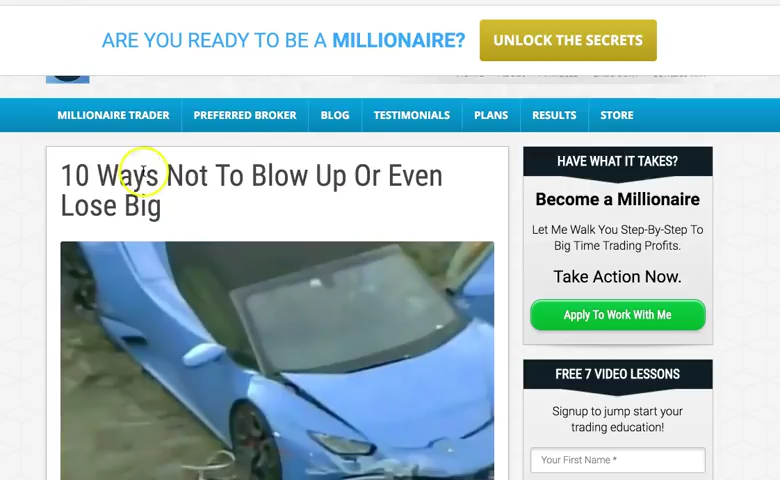 ARE YOU READY TO BE A MILLIONAIRE?
UNLOCK THE SECRETS
MILLIONAIRE TRADER
PREFERRED BROKER
BLOG
TESTIMONIALS
PLANS
RESULTS
STORE
10 Ways Not To Blow Up Or Even
Lose Big
HAVE WHAT IT TAKES?
Become a Millionaire
Let Me Walk You Step-By-Step To
Big Time Trading Profits.
Take Action Now.
Apply To Work With Me
FREE 7 VIDEO LESSONS
Signup to jump start your
trading education!
Your First Name *